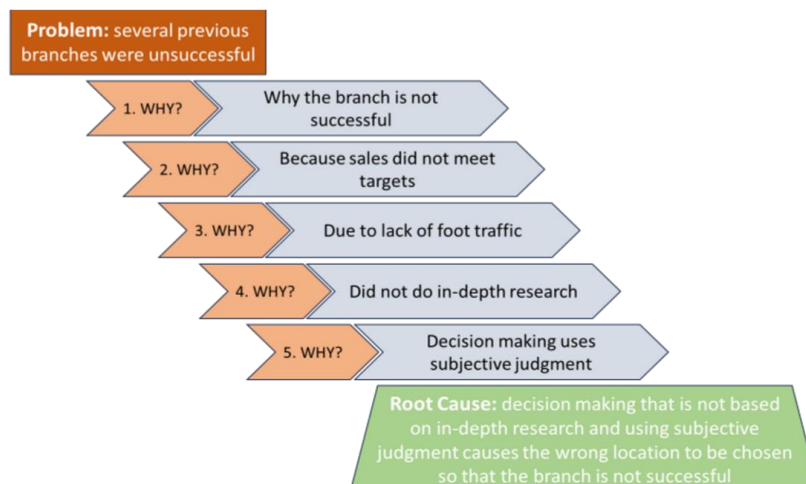 Problem: several previous
branches were unsuccessful
1. WHY?
Why the branch is not
successful
2. WHY?
Because sales did not meet
targets
3. WHY?
Due to lack of foot traffic
4. WHY?
Did not do in-depth research
5. WHY?
Decision making uses
subjective judgment
Root Cause: decision making that is not based
on in-depth research and using subjective
judgment causes the wrong location to be chosen
so that the branch is not successful